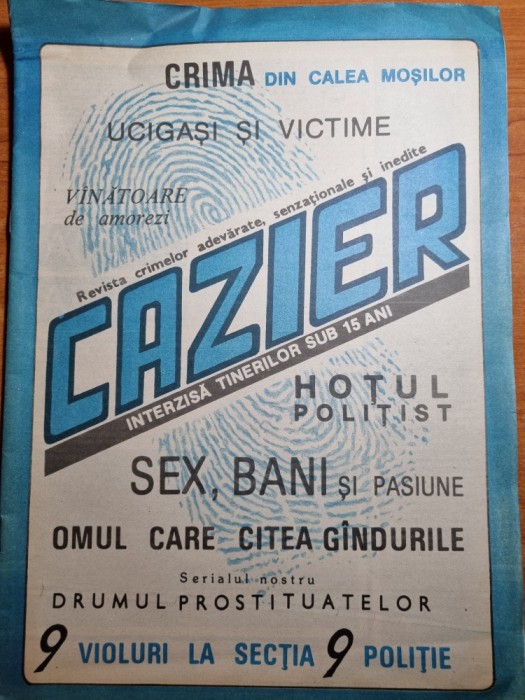 CRIMA DIN CALEA MOȘILOR
UCIGAȘI ȘI VICTIME
VÎNĂTOARE
de amorezi
Revista crimelor adevărate, senzaționale și inedite
CAZIER
INTERZISĂ TINERILOR SUB 15 ANI
HOȚUL
POLIȚIST
SEX, BANI ȘI PASIUNE
OMUL CARE CITEA GÎNDURILE
Serialul nostru
DRUMUL PROSTITUATELOR
9 VIOLURI LA SECȚIA 9 POLIȚIE